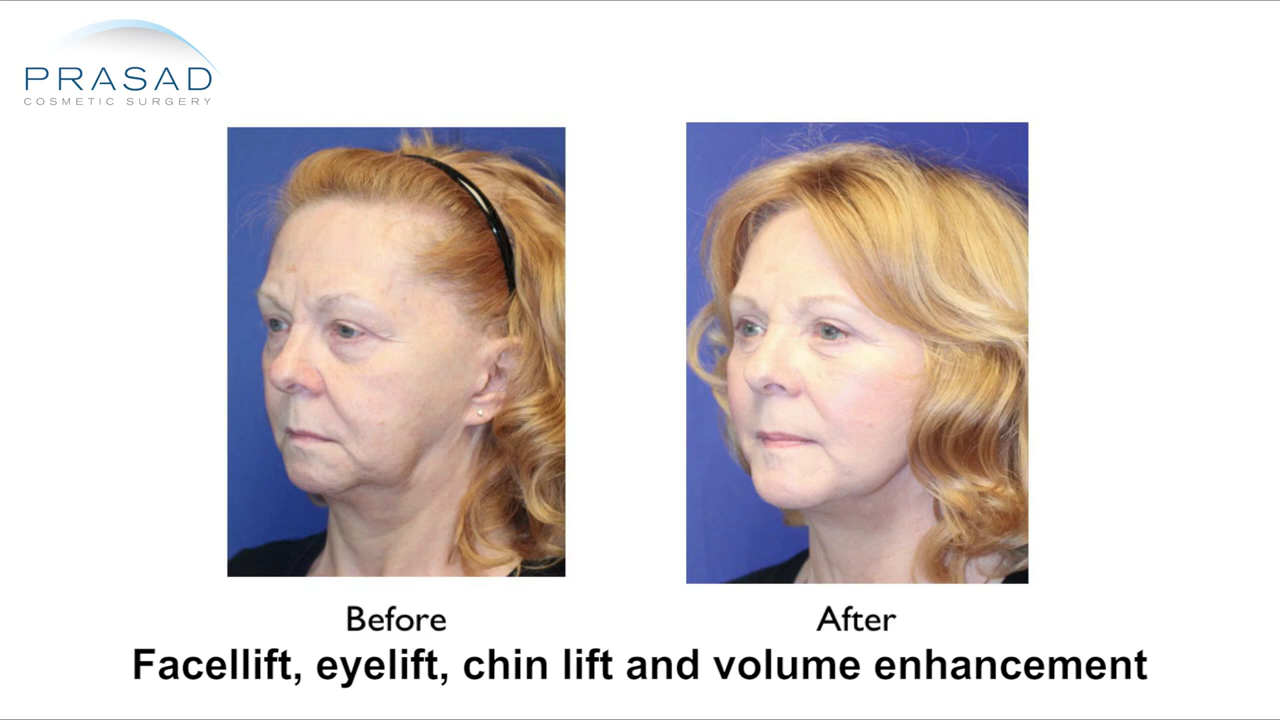 PRASAD
COSMETIC SURGERY
Before
After
Facellift, eyelift, chin lift and volume enhancement